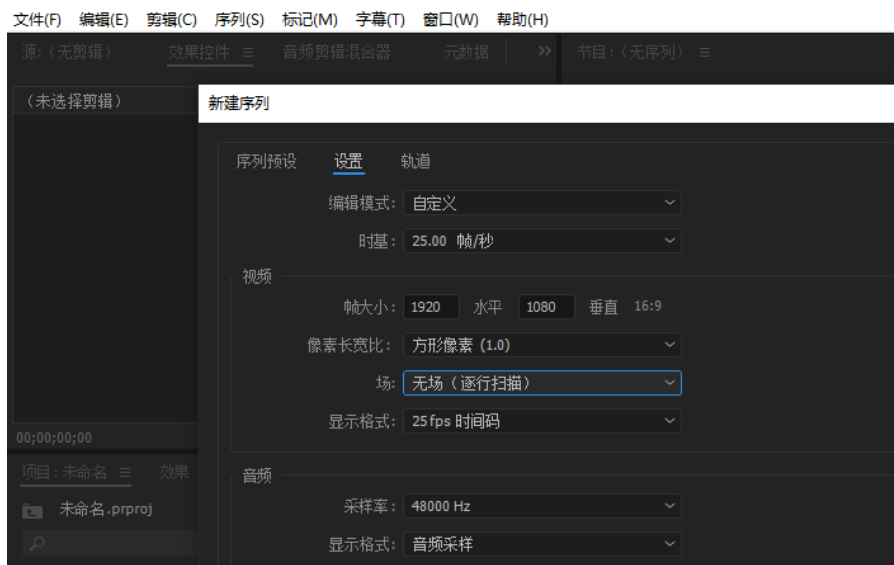 文件(F) 编辑(E) 剪辑(C) 序列(S) 标记(M) 字幕(T) 窗口(W) 帮助(H)
源:（无剪辑） 效果控件 音频剪辑混合器 元数据 节目:（无序列）
（未选择剪辑）
新建序列
序列预设 设置 轨道
编辑模式: 自定义
时基: 25.00 帧/秒
视频
帧大小: 1920 水平 1080 垂直 16:9
像素长宽比: 方形像素 (1.0)
场: 无场（逐行扫描）
显示格式: 25fps 时间码
00;00;00;00
项目:未命名 效果
音频
未命名.prproj
采样率: 48000 Hz
显示格式: 音频采样